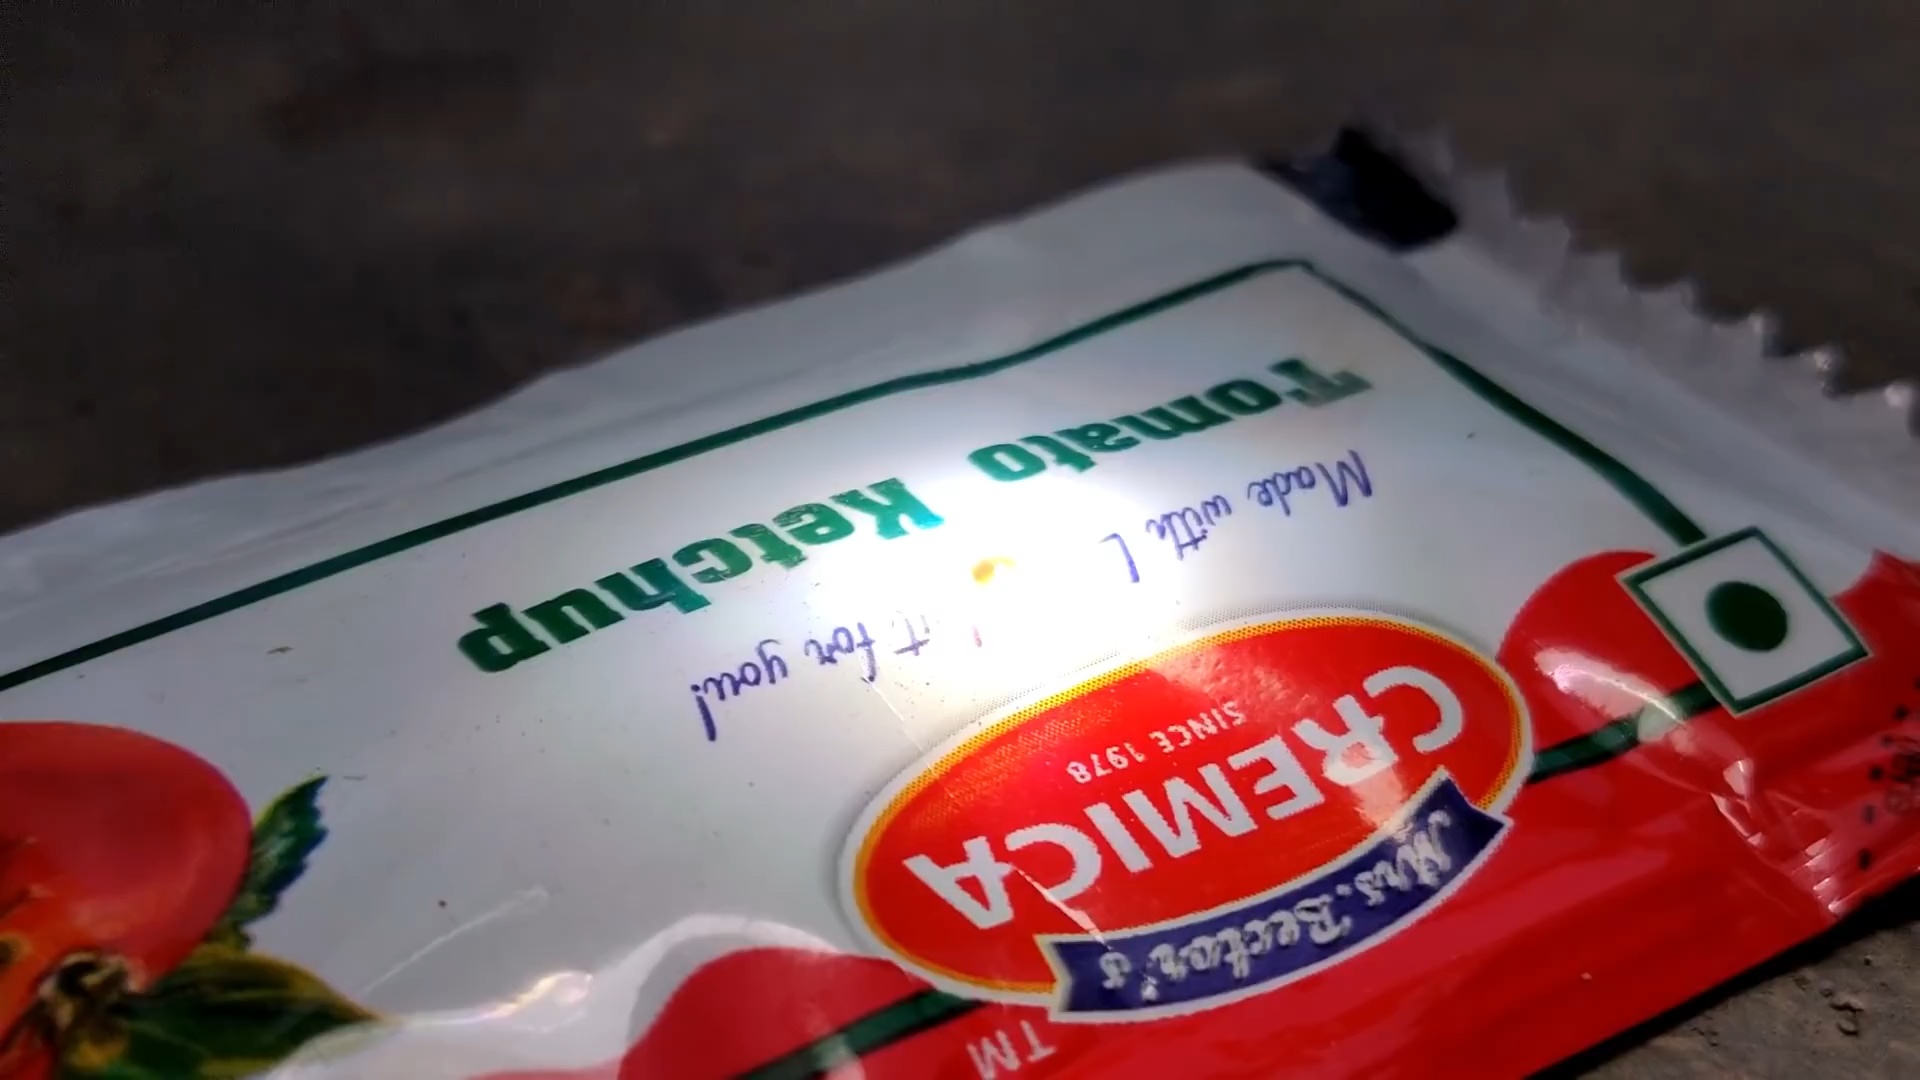 TM
Mrs. Bector's
CREMICA
SINCE 1978
Made with
for you!
Tomato Ketchup